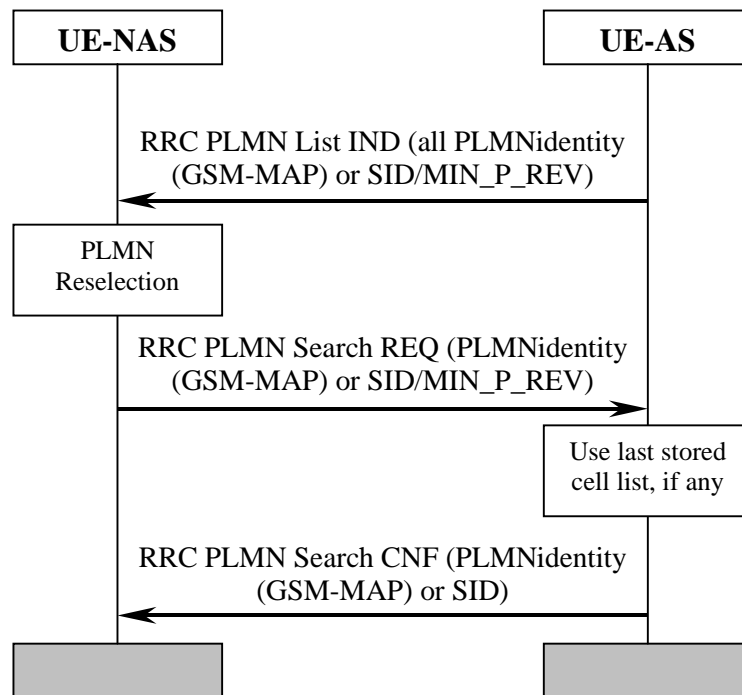 UE-NAS
UE-AS
RRC PLMN List IND (all PLMNidentity
(GSM-MAP) or SID/MIN_P_REV)
PLMN
Reselection
RRC PLMN Search REQ (PLMNidentity
(GSM-MAP) or SID/MIN_P_REV)
Use last stored
cell list, if any
RRC PLMN Search CNF (PLMNidentity
(GSM-MAP) or SID)